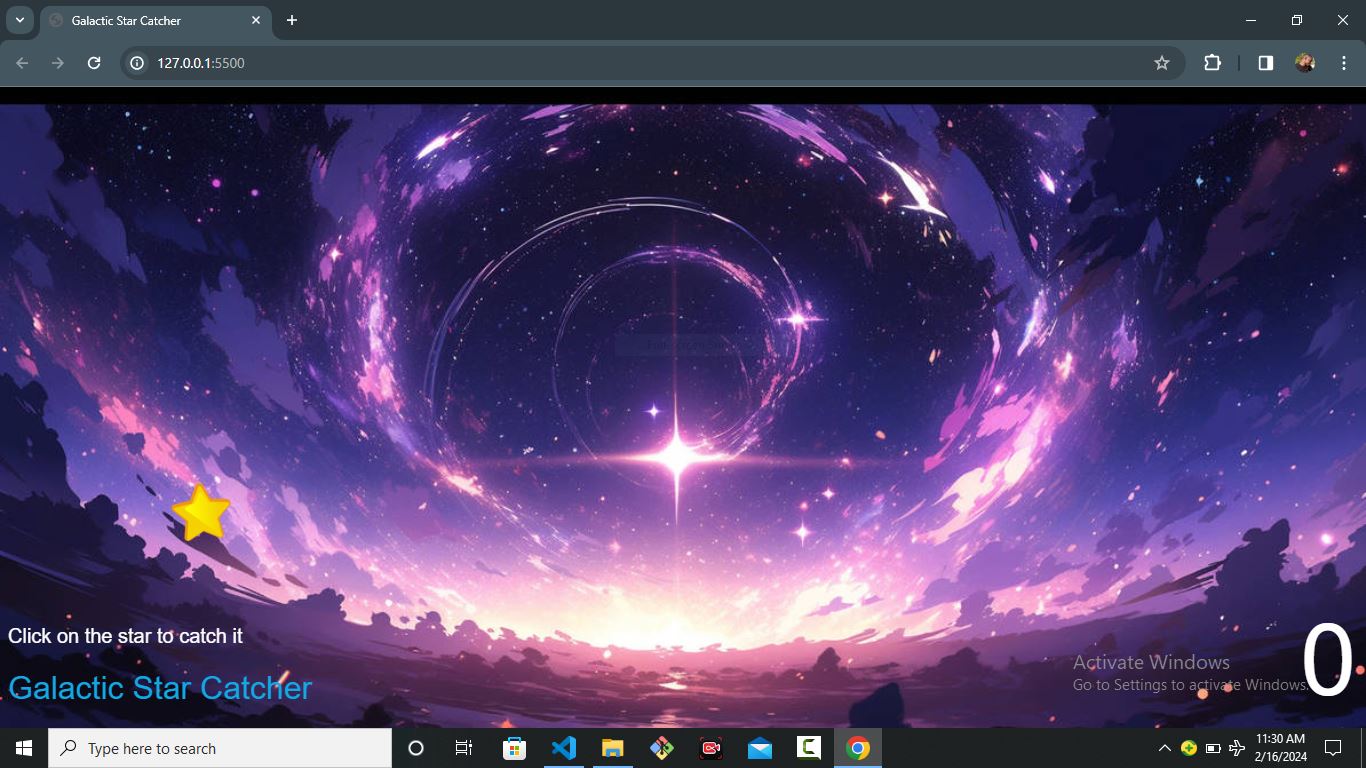 Galactic Star Catcher
127.0.0.1:5500
Click on the star to catch it
Galactic Star Catcher
0
Activate Windows
Go to Settings to activate Windows.
Type here to search
11:30 AM
2/16/2024